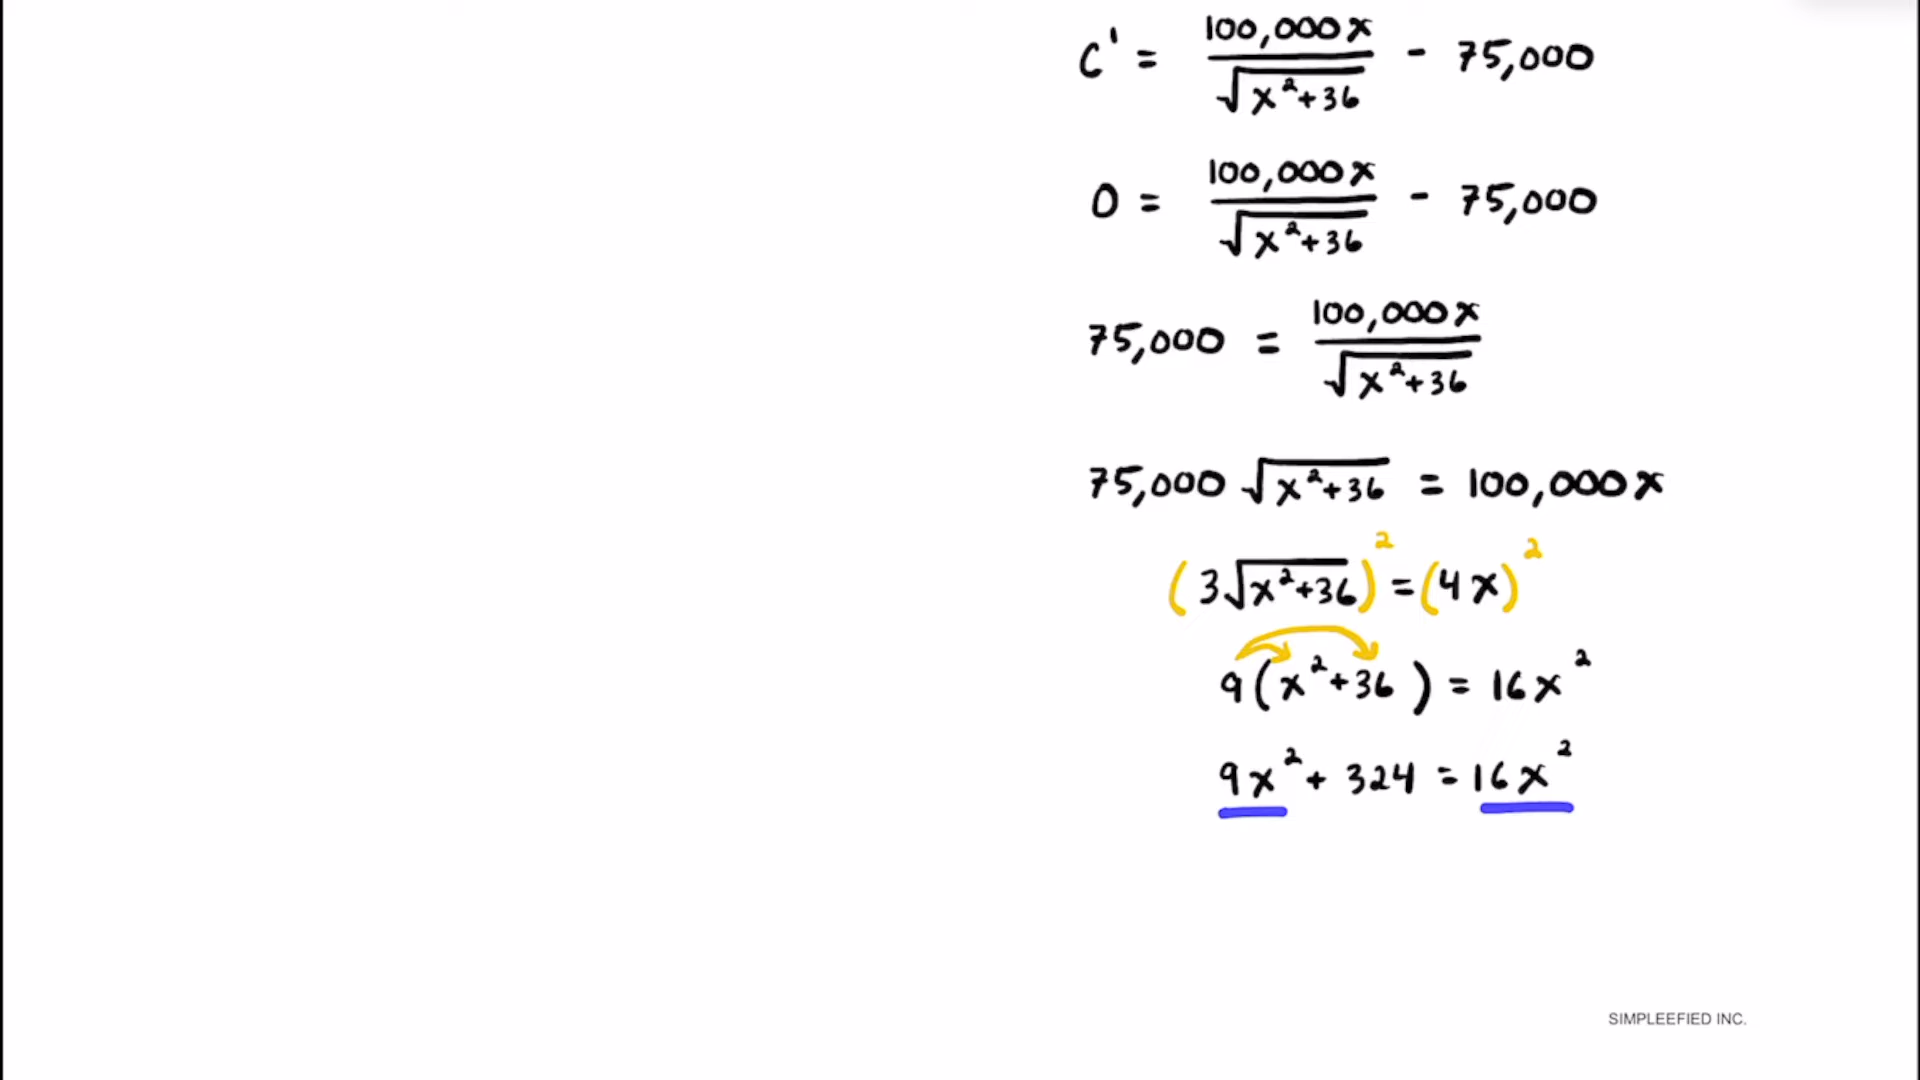 C' = 100,000x / √(x²+36) - 75,000
0 = 100,000x / √(x²+36) - 75,000
75,000 = 100,000x / √(x²+36)
75,000 √(x²+36) = 100,000x
(3√(x²+36))² = (4x)²
9(x²+36) = 16x²
9x² + 324 = 16x²
SIMPLEEFIED INC.